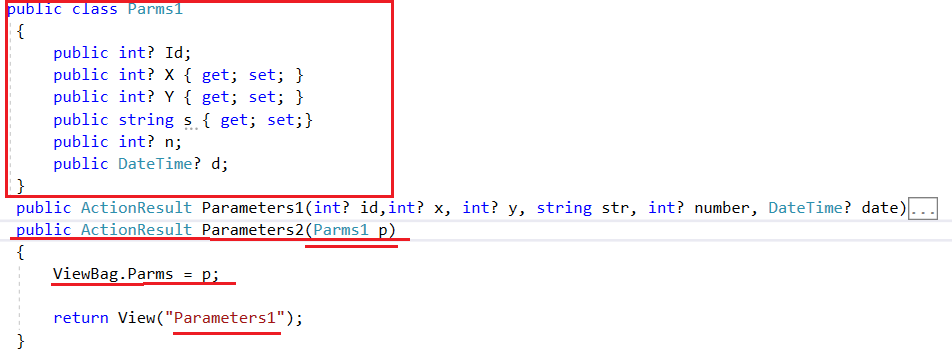 public class Parms1
{
public int? Id;
public int? X { get; set; }
public int? Y { get; set; }
public string s { get; set;}
public int? n;
public DateTime? d;
}
public ActionResult Parameters1(int? id,int? x, int? y, string str, int? number, DateTime? date)...
public ActionResult Parameters2(Parms1 p)
{
ViewBag.Parms = p;
return View("Parameters1");
}